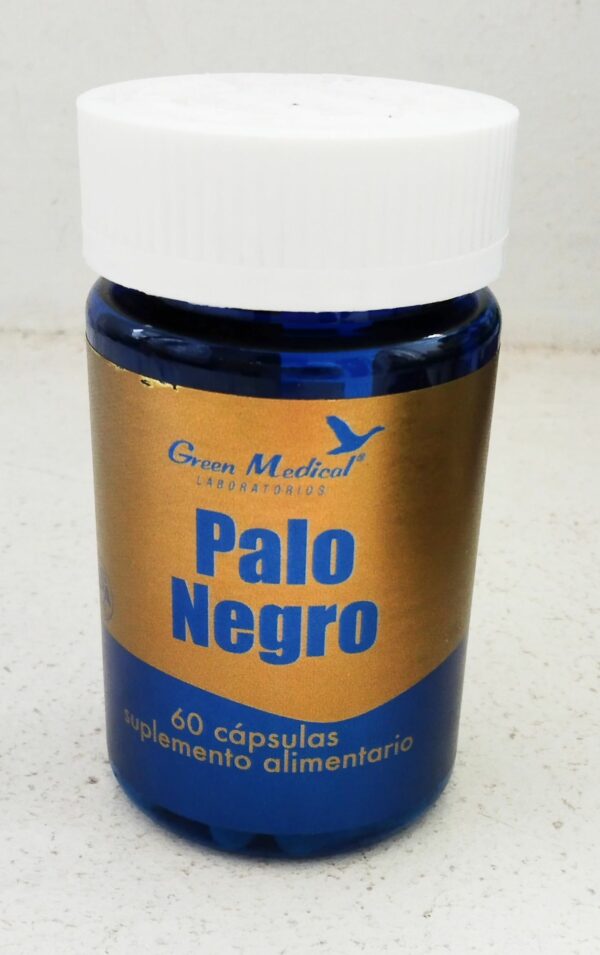 Green Medical®
LABORATORIOS
Palo
Negro
60 cápsulas
suplemento alimentario